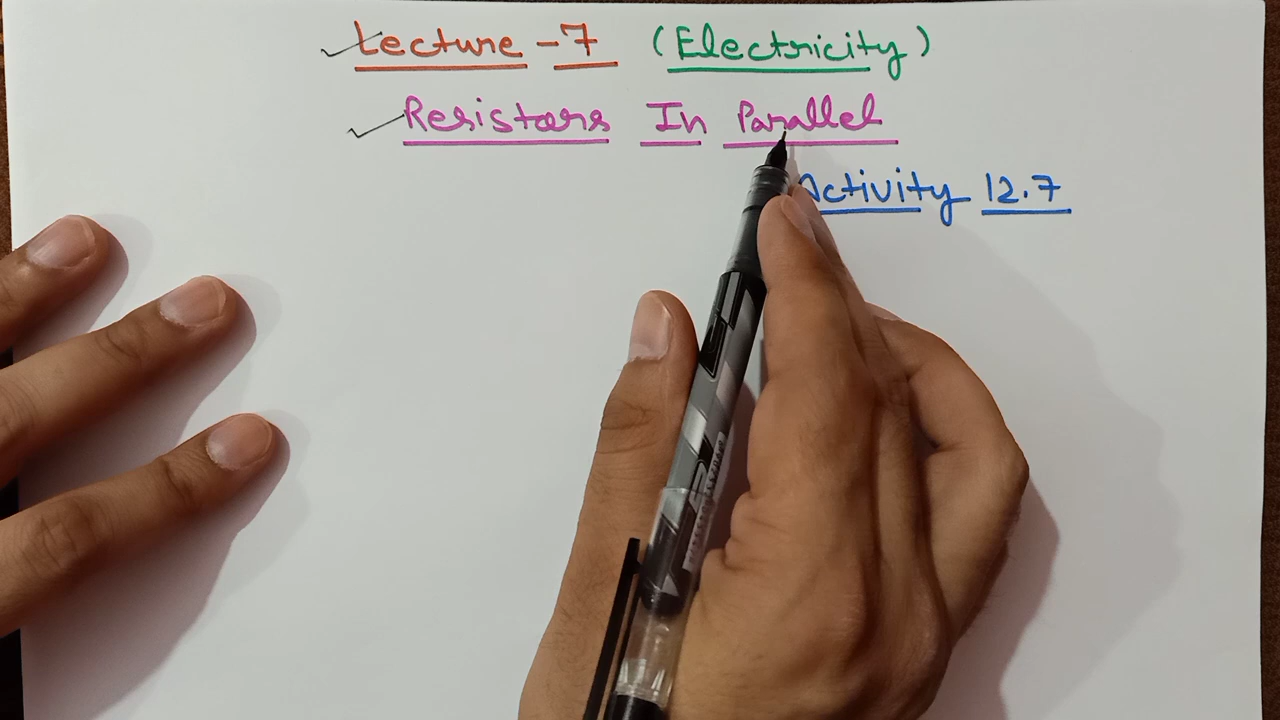 Lecture - 7 (Electricity)
Resistors In Parallel
Activity 12.7